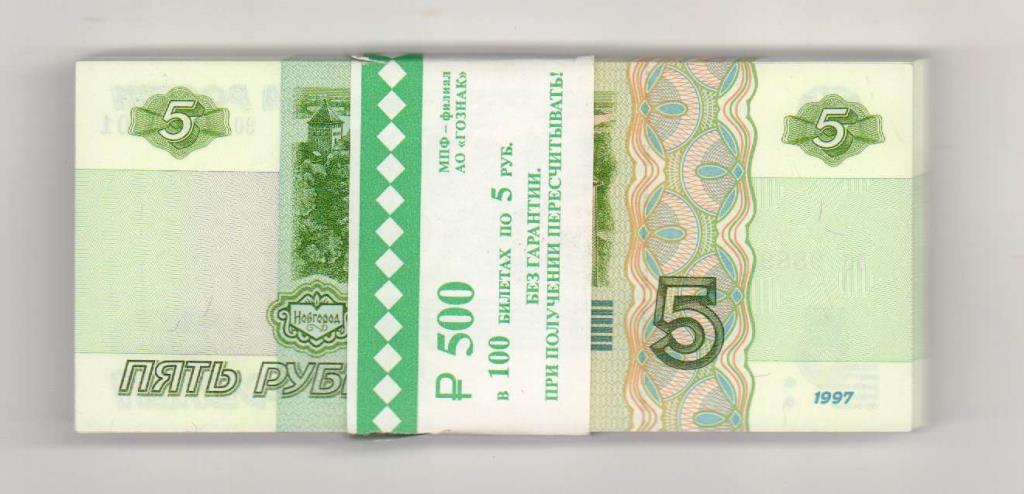 5
5
Новгород
ПЯТЬ РУБ
МПФ – филиал
АО «ГОЗНАК»
₽ 500
в 100 БИЛЕТАХ ПО 5 РУБ.
БЕЗ ГАРАНТИИ.
ПРИ ПОЛУЧЕНИИ ПЕРЕСЧИТЫВАТЬ!
5
1997